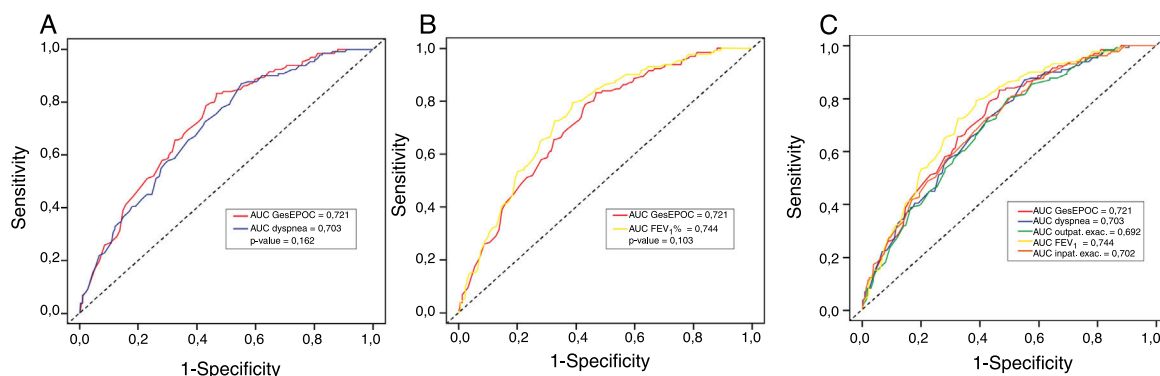 A
Sensitivity
1,0
0,8
0,6
0,4
0,2
0,0
AUC GesEPOC = 0,721
AUC dyspnea = 0,703
p-value = 0,162
0,0 0,2 0,4 0,6 0,8 1,0
1-Specificity
B
Sensitivity
1,0
0,8
0,6
0,4
0,2
0,0
AUC GesEPOC = 0,721
AUC FEV₁% = 0,744
p-value = 0,103
0,0 0,2 0,4 0,6 0,8 1,0
1-Specificity
C
Sensitivity
1,0
0,8
0,6
0,4
0,2
0,0
AUC GesEPOC = 0,721
AUC dyspnea = 0,703
AUC outpat. exac. = 0,692
AUC FEV₁ = 0,744
AUC inpat. exac. = 0,702
0,0 0,2 0,4 0,6 0,8 1,0
1-Specificity